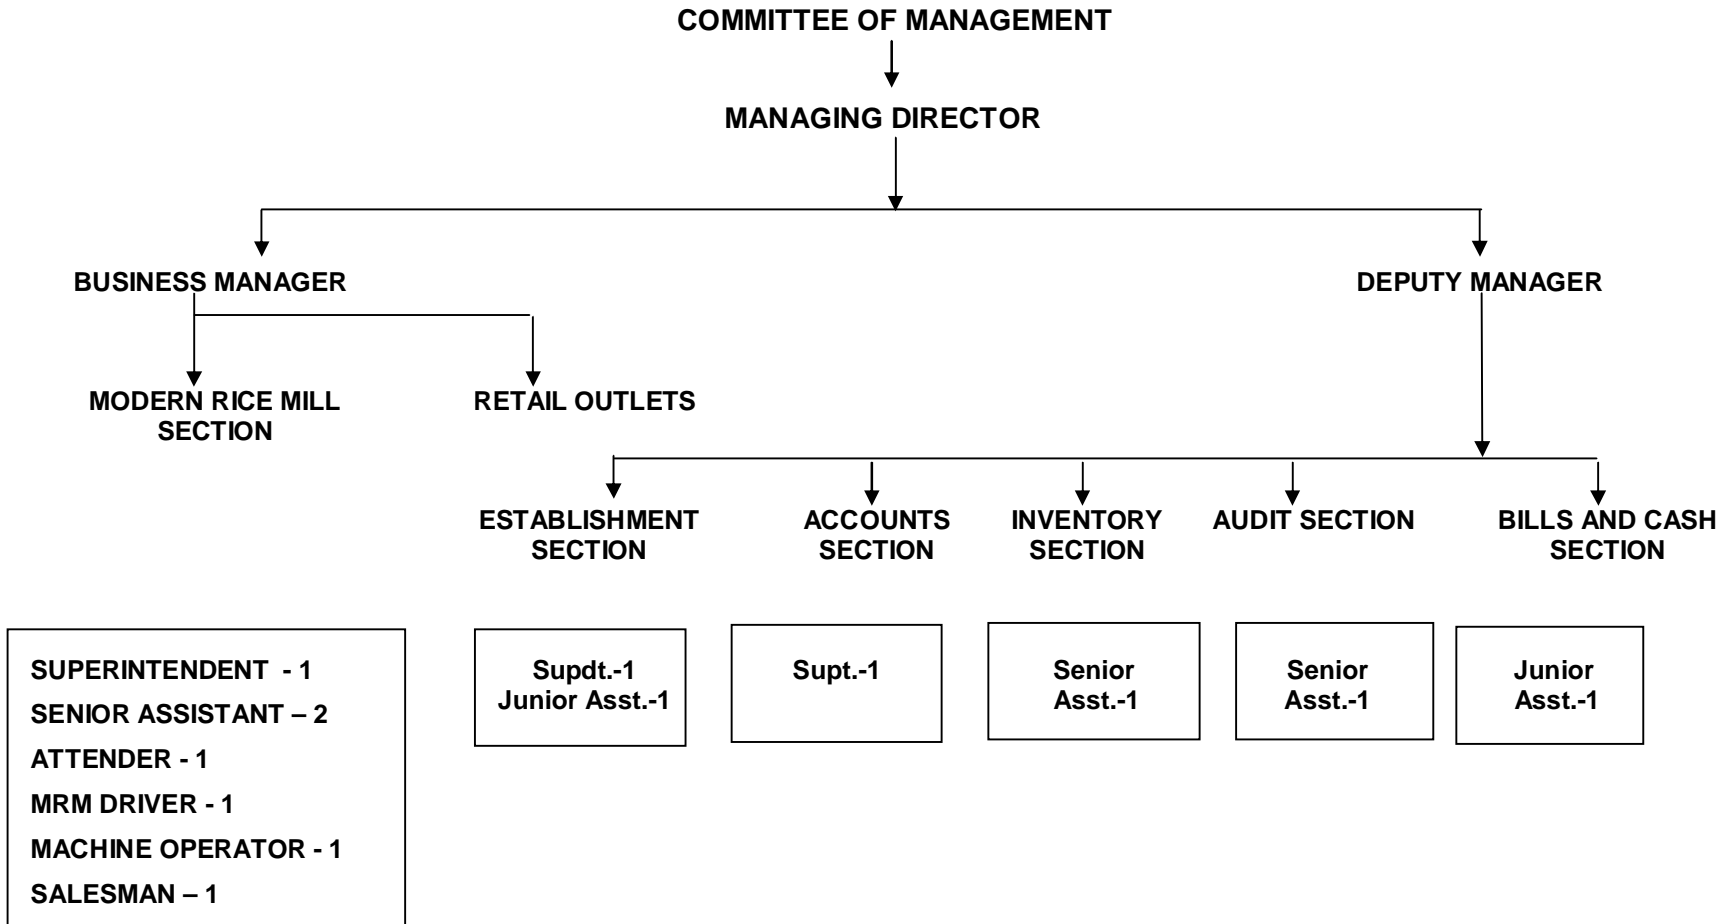 COMMITTEE OF MANAGEMENT
MANAGING DIRECTOR
BUSINESS MANAGER
DEPUTY MANAGER
MODERN RICE MILL
SECTION
RETAIL OUTLETS
ESTABLISHMENT
SECTION
ACCOUNTS
SECTION
INVENTORY
SECTION
AUDIT SECTION
BILLS AND CASH
SECTION
SUPERINTENDENT - 1
SENIOR ASSISTANT – 2
ATTENDER - 1
MRM DRIVER - 1
MACHINE OPERATOR - 1
SALESMAN – 1
Supdt.-1
Junior Asst.-1
Supt.-1
Senior
Asst.-1
Senior
Asst.-1
Junior
Asst.-1